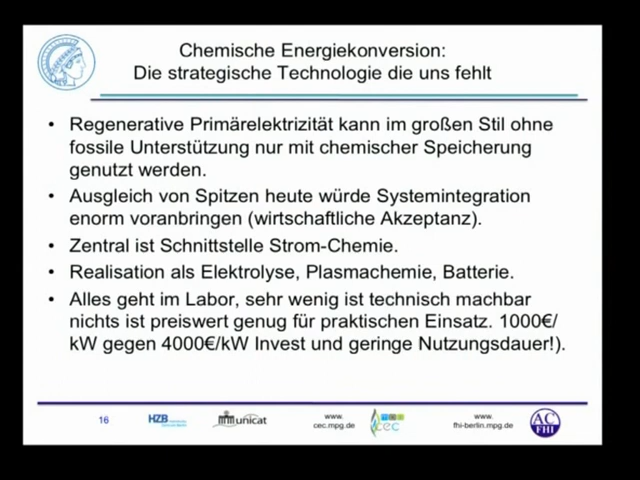 Chemische Energiekonversion:
Die strategische Technologie die uns fehlt
• Regenerative Primärelektrizität kann im großen Stil ohne
fossile Unterstützung nur mit chemischer Speicherung
genutzt werden.
• Ausgleich von Spitzen heute würde Systemintegration
enorm voranbringen (wirtschaftliche Akzeptanz).
• Zentral ist Schnittstelle Strom-Chemie.
• Realisation als Elektrolyse, Plasmachemie, Batterie.
• Alles geht im Labor, sehr wenig ist technisch machbar
nichts ist preiswert genug für praktischen Einsatz. 1000€/
kW gegen 4000€/kW Invest und geringe Nutzungsdauer!).
16
HZB
unicat
www.
cec.mpg.de
cec
www.
fhi-berlin.mpg.de
AC
FHI